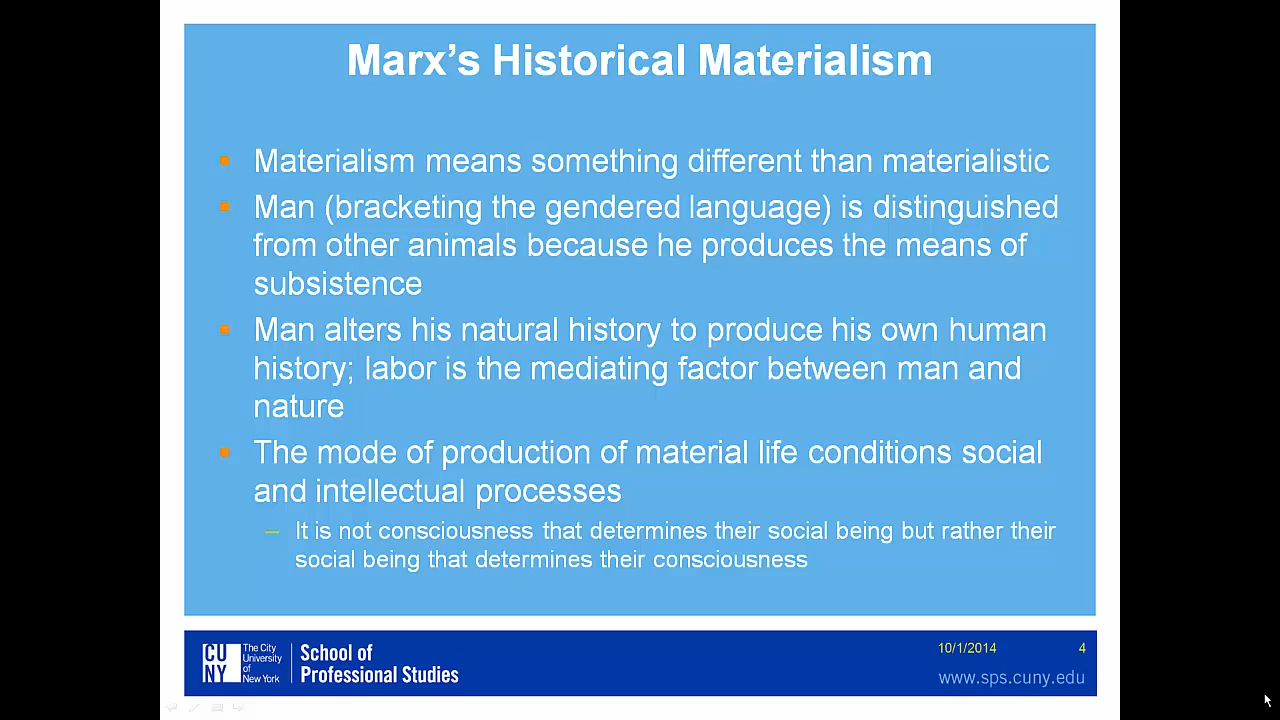 Marx’s Historical Materialism
Materialism means something different than materialistic
Man (bracketing the gendered language) is distinguished
from other animals because he produces the means of
subsistence
Man alters his natural history to produce his own human
history; labor is the mediating factor between man and
nature
The mode of production of material life conditions social
and intellectual processes
– It is not consciousness that determines their social being but rather their
social being that determines their consciousness
CU
NY
The City
University
of
New York
School of
Professional Studies
10/1/2014
4
www.sps.cuny.edu